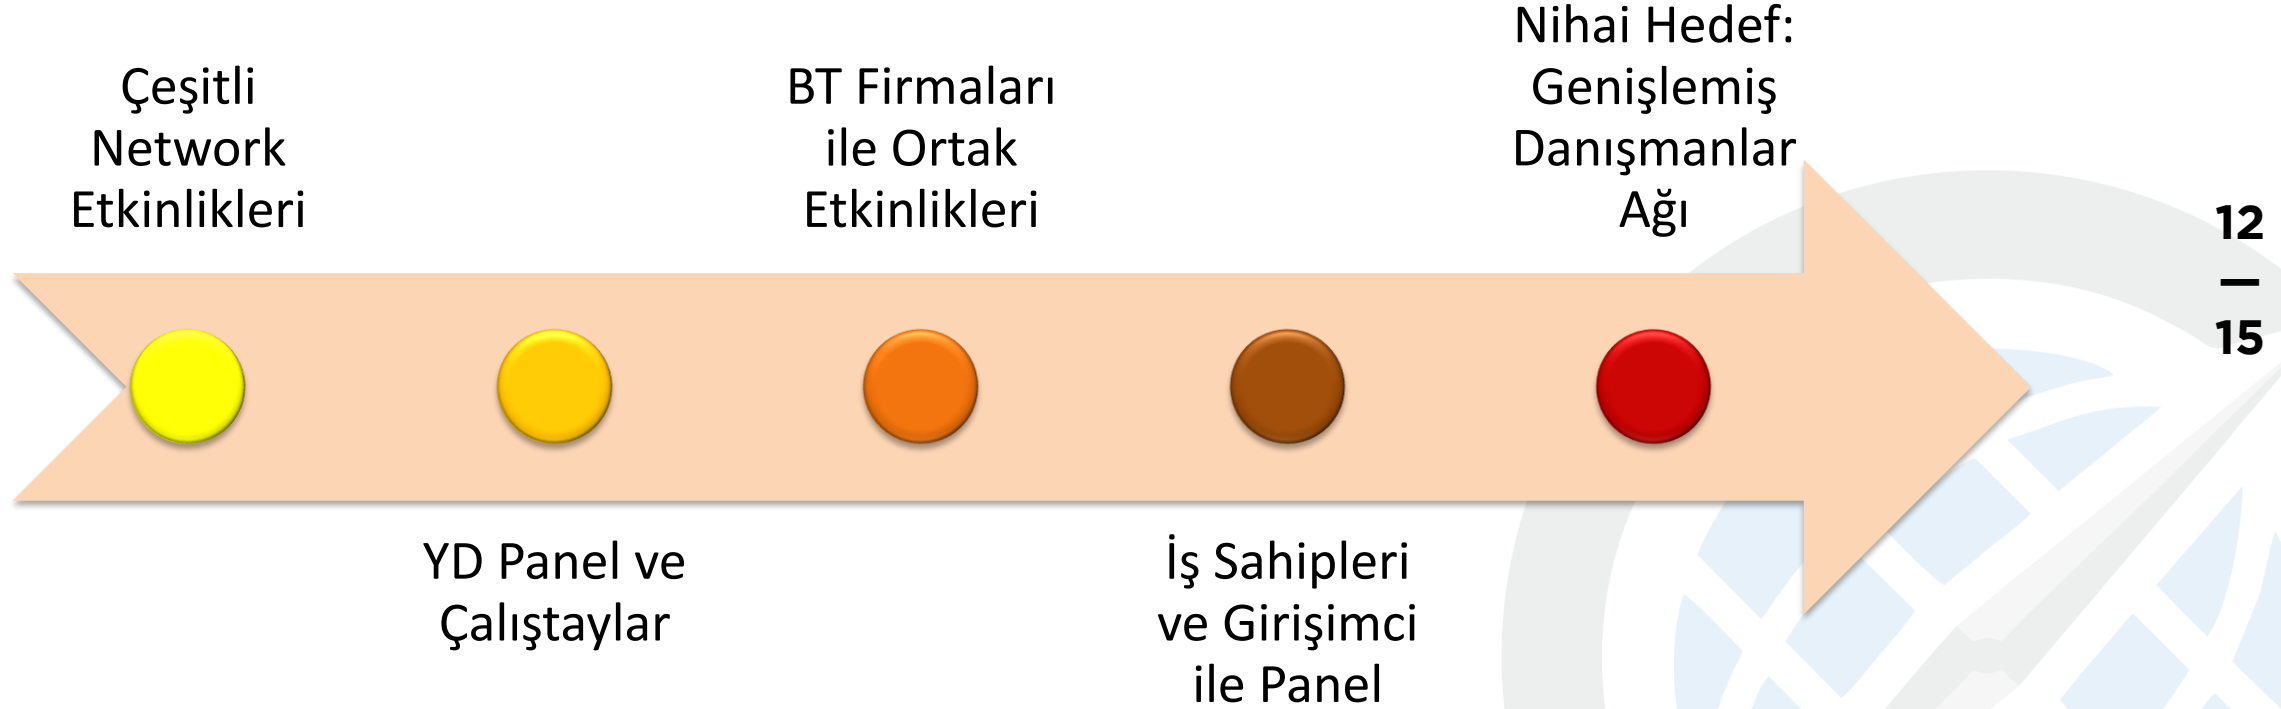 Çeşitli
Network
Etkinlikleri
YD Panel ve
Çalıştaylar
BT Firmaları
ile Ortak
Etkinlikleri
İş Sahipleri
ve Girişimci
ile Panel
Nihai Hedef:
Genişlemiş
Danışmanlar
Ağı
12
—
15